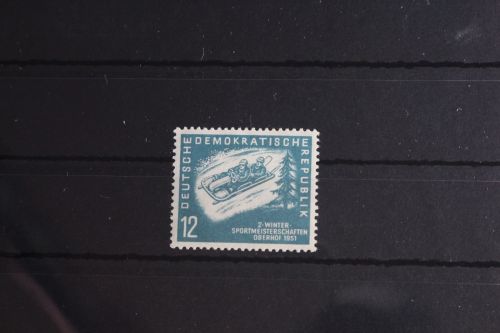 DEUTSCHE
DEMOKRATISCHE
REPUBLIK
12
2·WINTER-
SPORTMEISTERSCHAFTEN
OBERHOF 1951